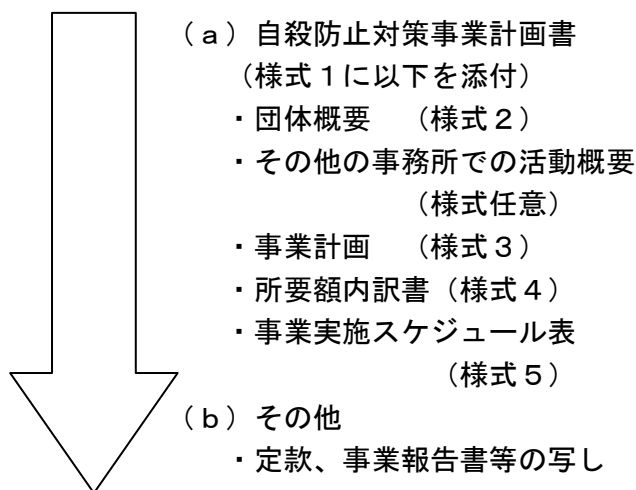 （ａ）自殺防止対策事業計画書
（様式１に以下を添付）
・団体概要　（様式２）
・その他の事務所での活動概要
（様式任意）
・事業計画　（様式３）
・所要額内訳書（様式４）
・事業実施スケジュール表
（様式５）
（ｂ）その他
・定款、事業報告書等の写し